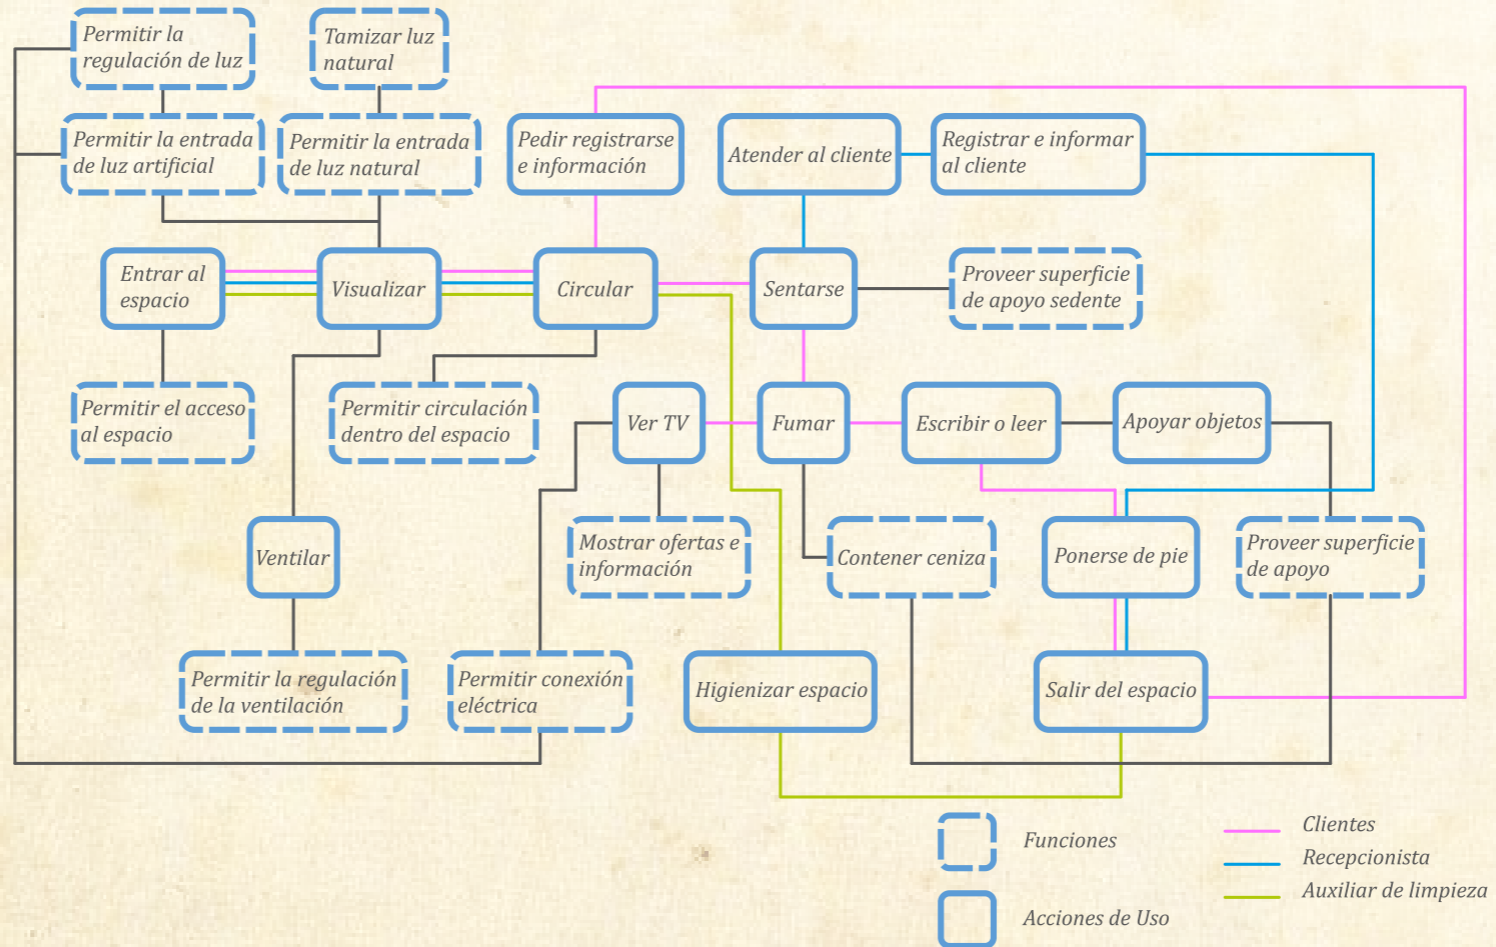 Permitir la
regulación de luz
Tamizar luz
natural
Permitir la entrada
de luz artificial
Permitir la entrada
de luz natural
Pedir registrarse
e información
Atender al cliente
Registrar e informar
al cliente
Entrar al
espacio
Visualizar
Circular
Sentarse
Proveer superficie
de apoyo sedente
Permitir el acceso
al espacio
Permitir circulación
dentro del espacio
Ver TV
Fumar
Escribir o leer
Apoyar objetos
Ventilar
Mostrar ofertas e
información
Contener ceniza
Ponerse de pie
Proveer superficie
de apoyo
Permitir la regulación
de la ventilación
Permitir conexión
eléctrica
Higienizar espacio
Salir del espacio
Funciones
Acciones de Uso
Clientes
Recepcionista
Auxiliar de limpieza